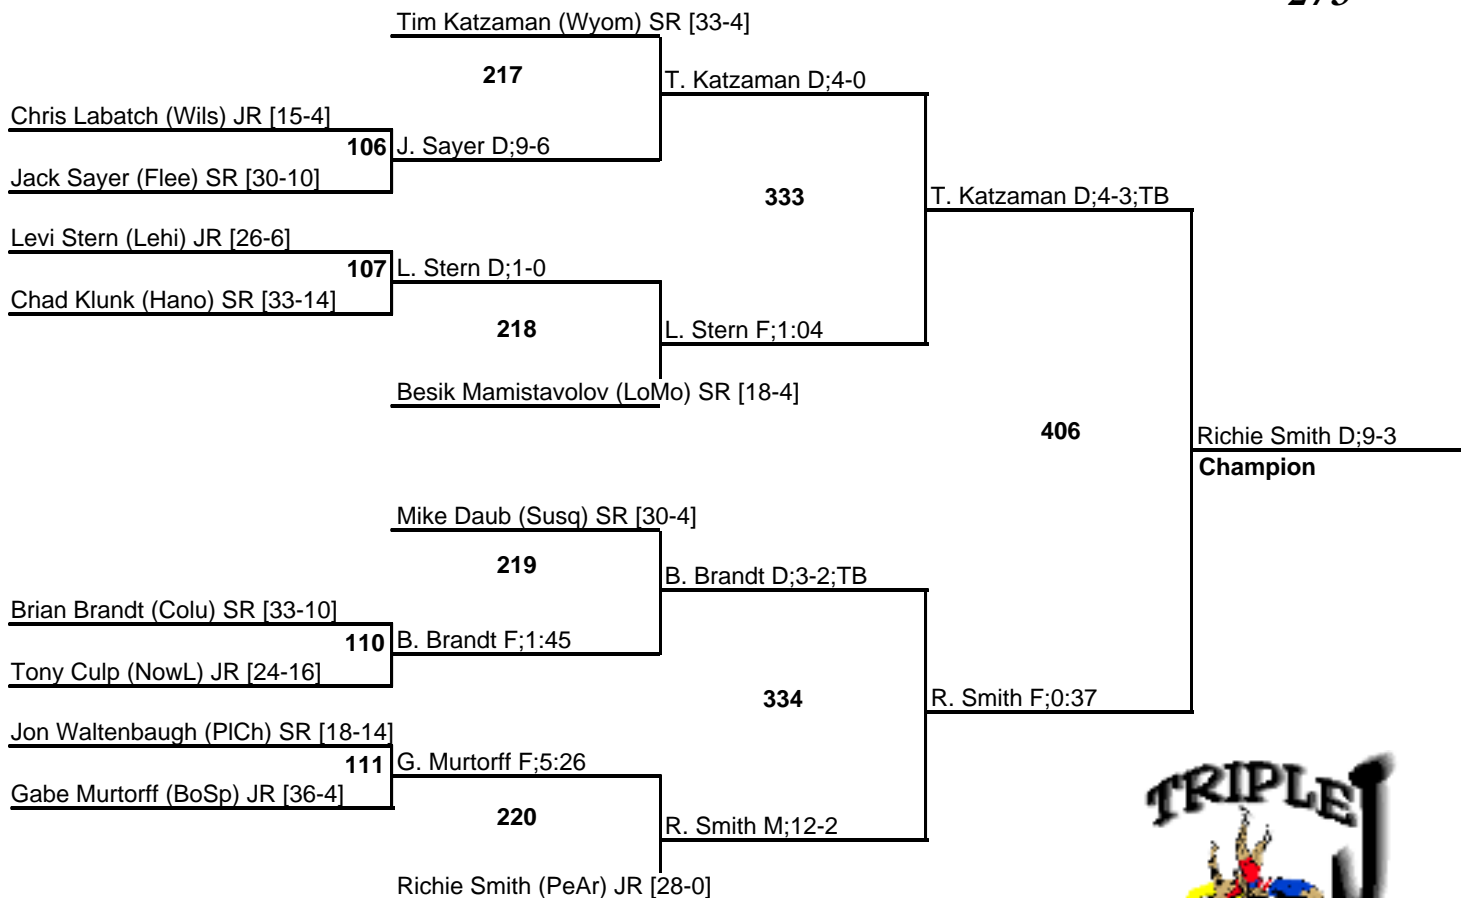 275
Tim Katzaman (Wyom) SR [33-4]
217
T. Katzaman D;4-0
Chris Labatch (Wils) JR [15-4]
106 J. Sayer D;9-6
Jack Sayer (Flee) SR [30-10]
333
T. Katzaman D;4-3;TB
Levi Stern (Lehi) JR [26-6]
107 L. Stern D;1-0
Chad Klunk (Hano) SR [33-14]
218
L. Stern F;1:04
Besik Mamistavolov (LoMo) SR [18-4]
406
Richie Smith D;9-3
Champion
Mike Daub (Susq) SR [30-4]
219
B. Brandt D;3-2;TB
Brian Brandt (Colu) SR [33-10]
110 B. Brandt F;1:45
Tony Culp (NowL) JR [24-16]
334
R. Smith F;0:37
Jon Waltenbaugh (PlCh) SR [18-14]
111 G. Murtorff F;5:26
Gabe Murtorff (BoSp) JR [36-4]
220
R. Smith M;12-2
Richie Smith (PeAr) JR [28-0]
TRIPLE J